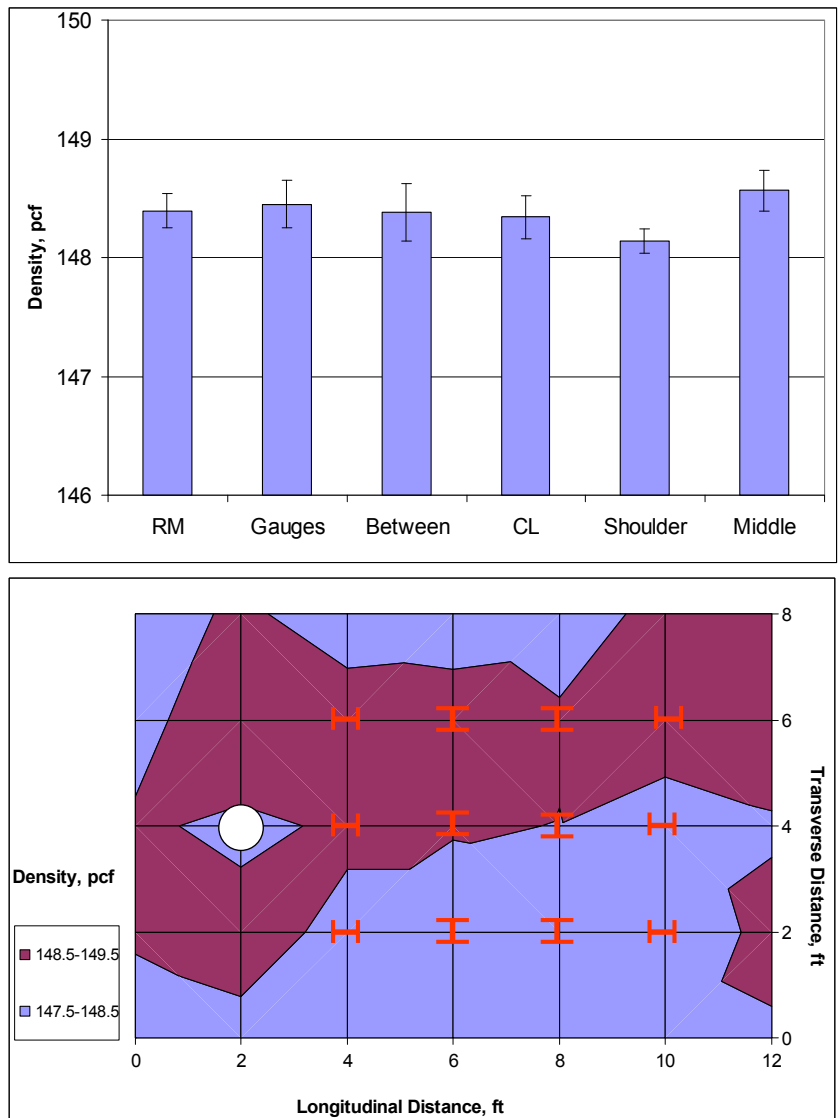 150
149
148
147
146
Density, pcf
RM Gauges Between CL Shoulder Middle
8
6
4
2
0
Transverse Distance, ft
Density, pcf
148.5-149.5
147.5-148.5
0 2 4 6 8 10 12
Longitudinal Distance, ft